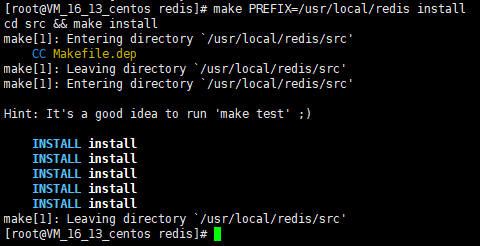 [root@VM_16_13_centos redis]# make PREFIX=/usr/local/redis install
cd src && make install
make[1]: Entering directory `/usr/local/redis/src'
    CC Makefile.dep
make[1]: Leaving directory `/usr/local/redis/src'
make[1]: Entering directory `/usr/local/redis/src'

Hint: It's a good idea to run 'make test' ;)

    INSTALL install
    INSTALL install
    INSTALL install
    INSTALL install
    INSTALL install
make[1]: Leaving directory `/usr/local/redis/src'
[root@VM_16_13_centos redis]#